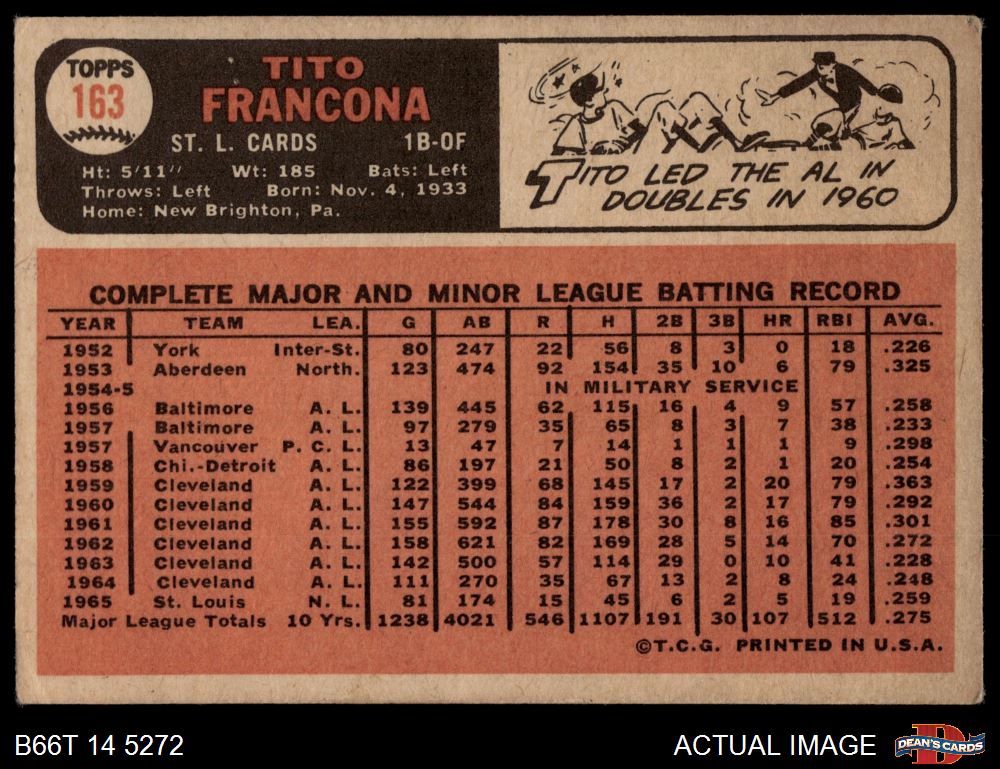 TOPPS
163
TITO
FRANCONA
ST. L. CARDS 1B-OF
Ht: 5'11" Wt: 185 Bats: Left
Throws: Left Born: Nov. 4, 1933
Home: New Brighton, Pa.
TITO LED THE AL IN
DOUBLES IN 1960
COMPLETE MAJOR AND MINOR LEAGUE BATTING RECORD
YEAR TEAM LEA. G AB R H 2B 3B HR RBI AVG.
1952 York Inter-St. 80 247 22 56 8 3 0 18 .226
1953 Aberdeen North. 123 474 92 154 35 10 6 79 .325
1954-5 IN MILITARY SERVICE
1956 Baltimore A. L. 139 445 62 115 16 4 9 57 .258
1957 Baltimore A. L. 97 279 35 65 8 3 7 38 .233
1957 Vancouver P. C. L. 13 47 7 14 1 1 1 9 .298
1958 Chi.-Detroit A. L. 86 197 21 50 8 2 1 20 .254
1959 Cleveland A. L. 122 399 68 145 17 2 20 79 .363
1960 Cleveland A. L. 147 544 84 159 36 2 17 79 .292
1961 Cleveland A. L. 155 592 87 178 30 8 16 85 .301
1962 Cleveland A. L. 158 621 82 169 28 5 14 70 .272
1963 Cleveland A. L. 142 500 57 114 29 0 10 41 .228
1964 Cleveland A. L. 111 270 35 67 13 2 8 24 .248
1965 St. Louis N. L. 81 174 15 45 6 2 5 19 .259
Major League Totals 10 Yrs. 1238 4021 546 1107 191 30 107 512 .275
©T.C.G. PRINTED IN U.S.A.
B66T 14 5272 ACTUAL IMAGE
D
DEAN'S CARDS